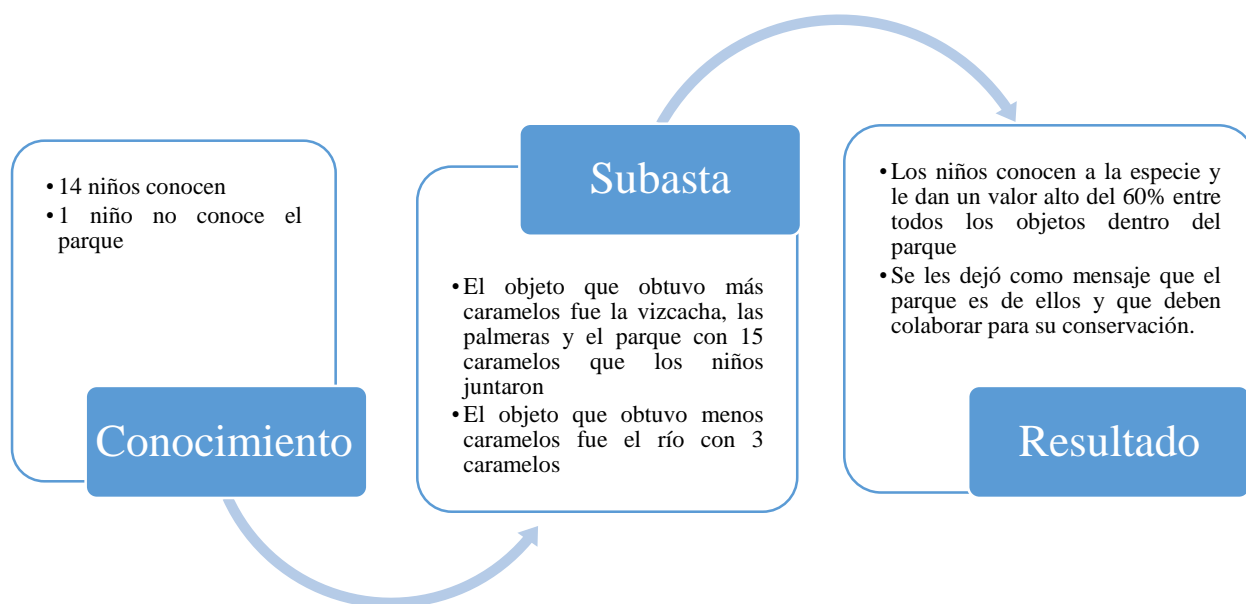 • 14 niños conocen
• 1 niño no conoce el
parque
Conocimiento
Subasta
• El objeto que obtuvo más
caramelos fue la vizcacha, las
palmeras y el parque con 15
caramelos que los niños
juntaron
• El objeto que obtuvo menos
caramelos fue el río con 3
caramelos
• Los niños conocen a la especie y
le dan un valor alto del 60% entre
todos los objetos dentro del
parque
• Se les dejó como mensaje que el
parque es de ellos y que deben
colaborar para su conservación.
Resultado